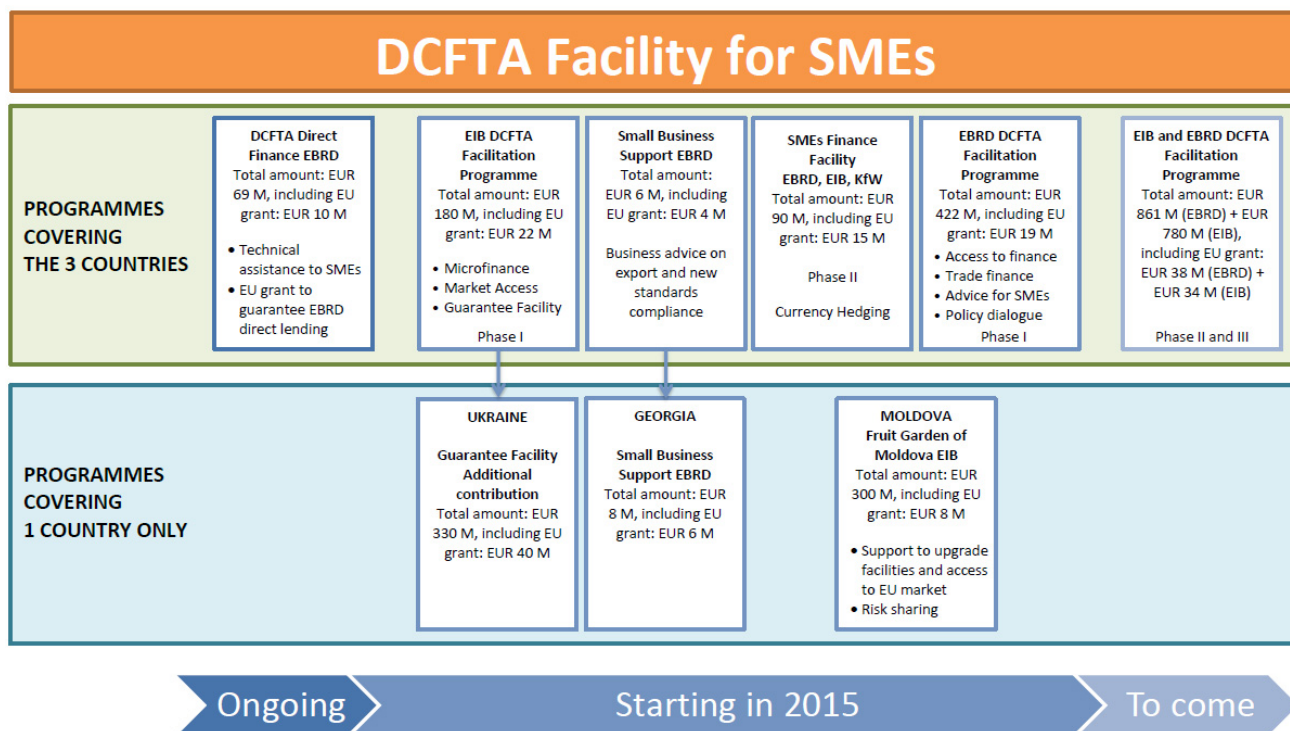 DCFTA Facility for SMEs
PROGRAMMES
COVERING
THE 3 COUNTRIES
DCFTA Direct
Finance EBRD
Total amount: EUR
69 M, including EU
grant: EUR 10 M
• Technical
assistance to SMEs
• EU grant to
guarantee EBRD
direct lending
EIB DCFTA
Facilitation
Programme
Total amount: EUR
180 M, including EU
grant: EUR 22 M
• Microfinance
• Market Access
• Guarantee Facility
Phase I
Small Business
Support EBRD
Total amount:
EUR 6 M, including
EU grant: EUR 4 M
Business advice on
export and new
standards
compliance
SMEs Finance
Facility
EBRD, EIB, KfW
Total amount: EUR
90 M, including EU
grant: EUR 15 M
Phase II
Currency Hedging
EBRD DCFTA
Facilitation
Programme
Total amount: EUR
422 M, including EU
grant: EUR 19 M
• Access to finance
• Trade finance
• Advice for SMEs
• Policy dialogue
Phase I
EIB and EBRD DCFTA
Facilitation
Programme
Total amount: EUR
861 M (EBRD) + EUR
780 M (EIB),
including EU grant:
EUR 38 M (EBRD) +
EUR 34 M (EIB)
Phase II and III
PROGRAMMES
COVERING
1 COUNTRY ONLY
UKRAINE
Guarantee Facility
Additional
contribution
Total amount: EUR
330 M, including EU
grant: EUR 40 M
GEORGIA
Small Business
Support EBRD
Total amount: EUR
8 M, including EU
grant: EUR 6 M
MOLDOVA
Fruit Garden of
Moldova EIB
Total amount: EUR
300 M, including EU
grant: EUR 8 M
• Support to upgrade
facilities and access
to EU market
• Risk sharing
Ongoing
Starting in 2015
To come